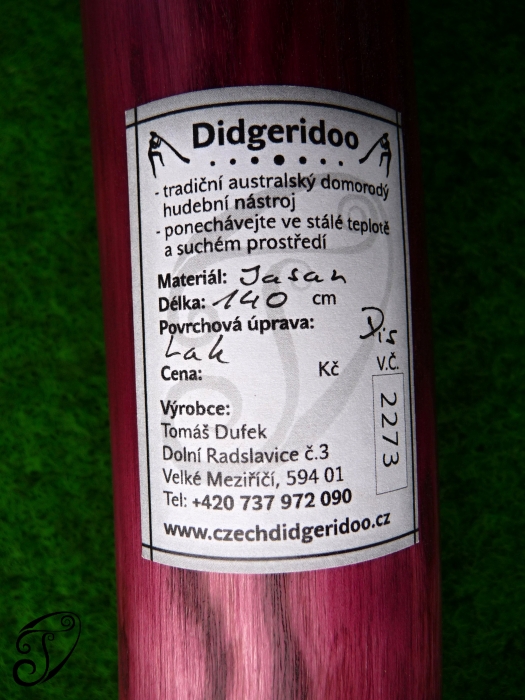 Didgeridoo
- tradiční australský domorodý
hudební nástroj
- ponechávejte ve stálé teplotě
a suchém prostředí
Materiál: Jasan
Délka: 140 cm
Povrchová úprava: Dis
Lak
Cena: Kč V.Č.
2273
Výrobce:
Tomáš Dufek
Dolní Radslavice č.3
Velké Meziříčí, 594 01
Tel: +420 737 972 090
www.czechdidgeridoo.cz